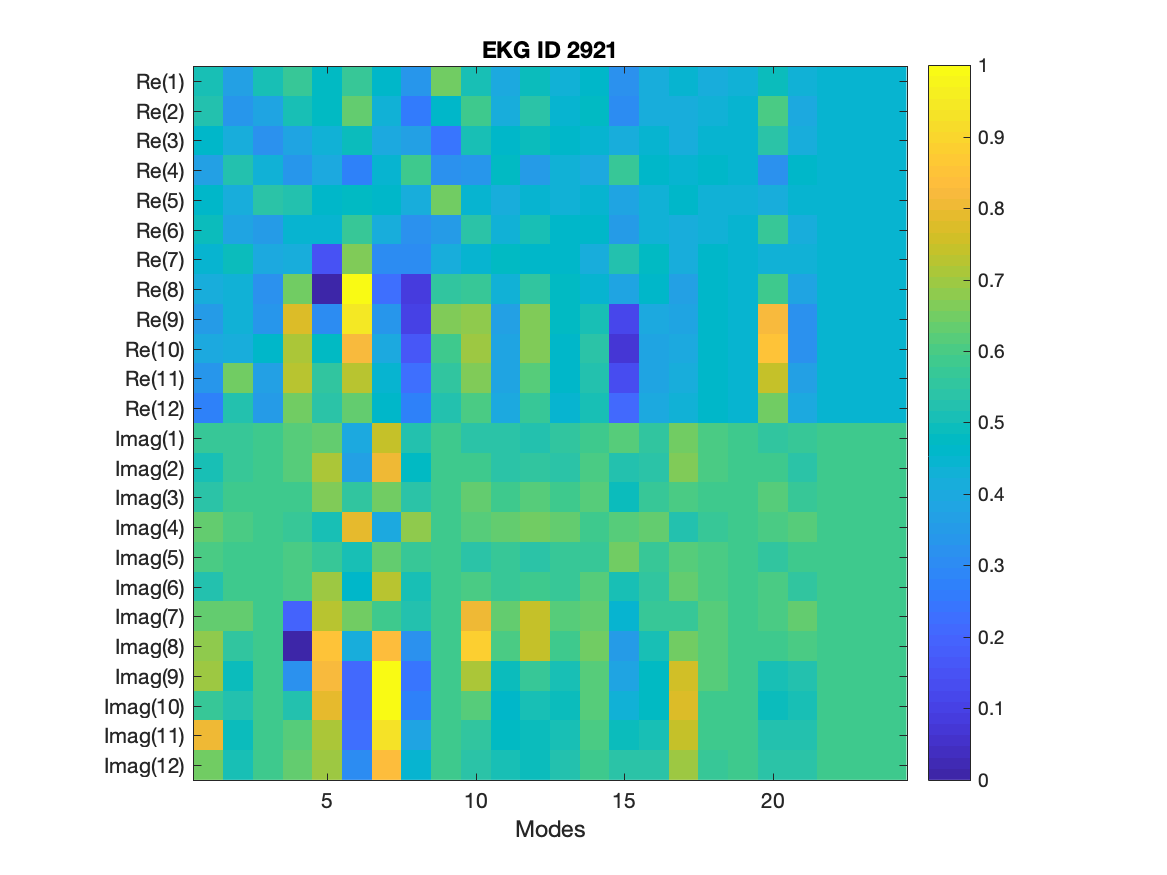 EKG ID 2921
Re(1)
Re(2)
Re(3)
Re(4)
Re(5)
Re(6)
Re(7)
Re(8)
Re(9)
Re(10)
Re(11)
Re(12)
Imag(1)
Imag(2)
Imag(3)
Imag(4)
Imag(5)
Imag(6)
Imag(7)
Imag(8)
Imag(9)
Imag(10)
Imag(11)
Imag(12)
5 10 15 20
Modes
1
0.9
0.8
0.7
0.6
0.5
0.4
0.3
0.2
0.1
0